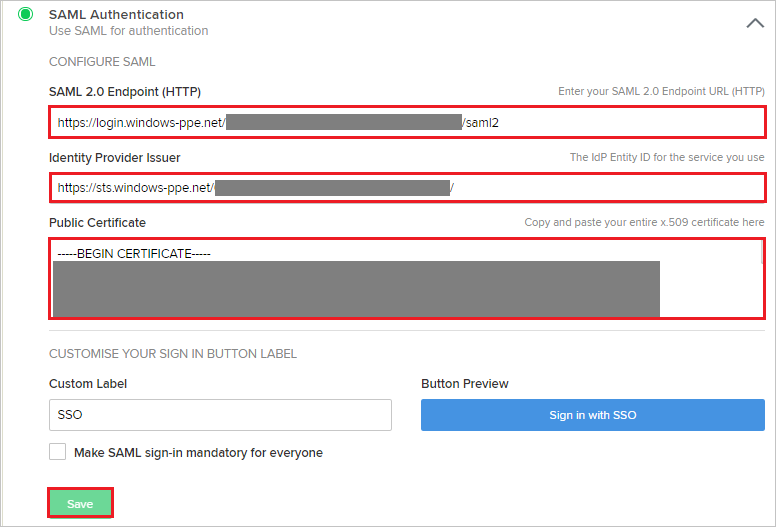 SAML Authentication
Use SAML for authentication
CONFIGURE SAML
SAML 2.0 Endpoint (HTTP) Enter your SAML 2.0 Endpoint URL (HTTP)
https://login.windows-ppe.net/ /saml2
Identity Provider Issuer The IdP Entity ID for the service you use
https://sts.windows-ppe.net/ /
Public Certificate Copy and paste your entire x.509 certificate here
-----BEGIN CERTIFICATE-----
CUSTOMISE YOUR SIGN IN BUTTON LABEL
Custom Label Button Preview
SSO Sign in with SSO
Make SAML sign-in mandatory for everyone
Save